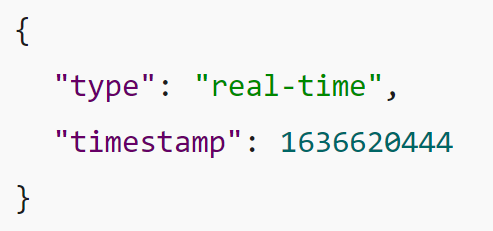 {
"type": "real-time",
"timestamp": 1636620444
}